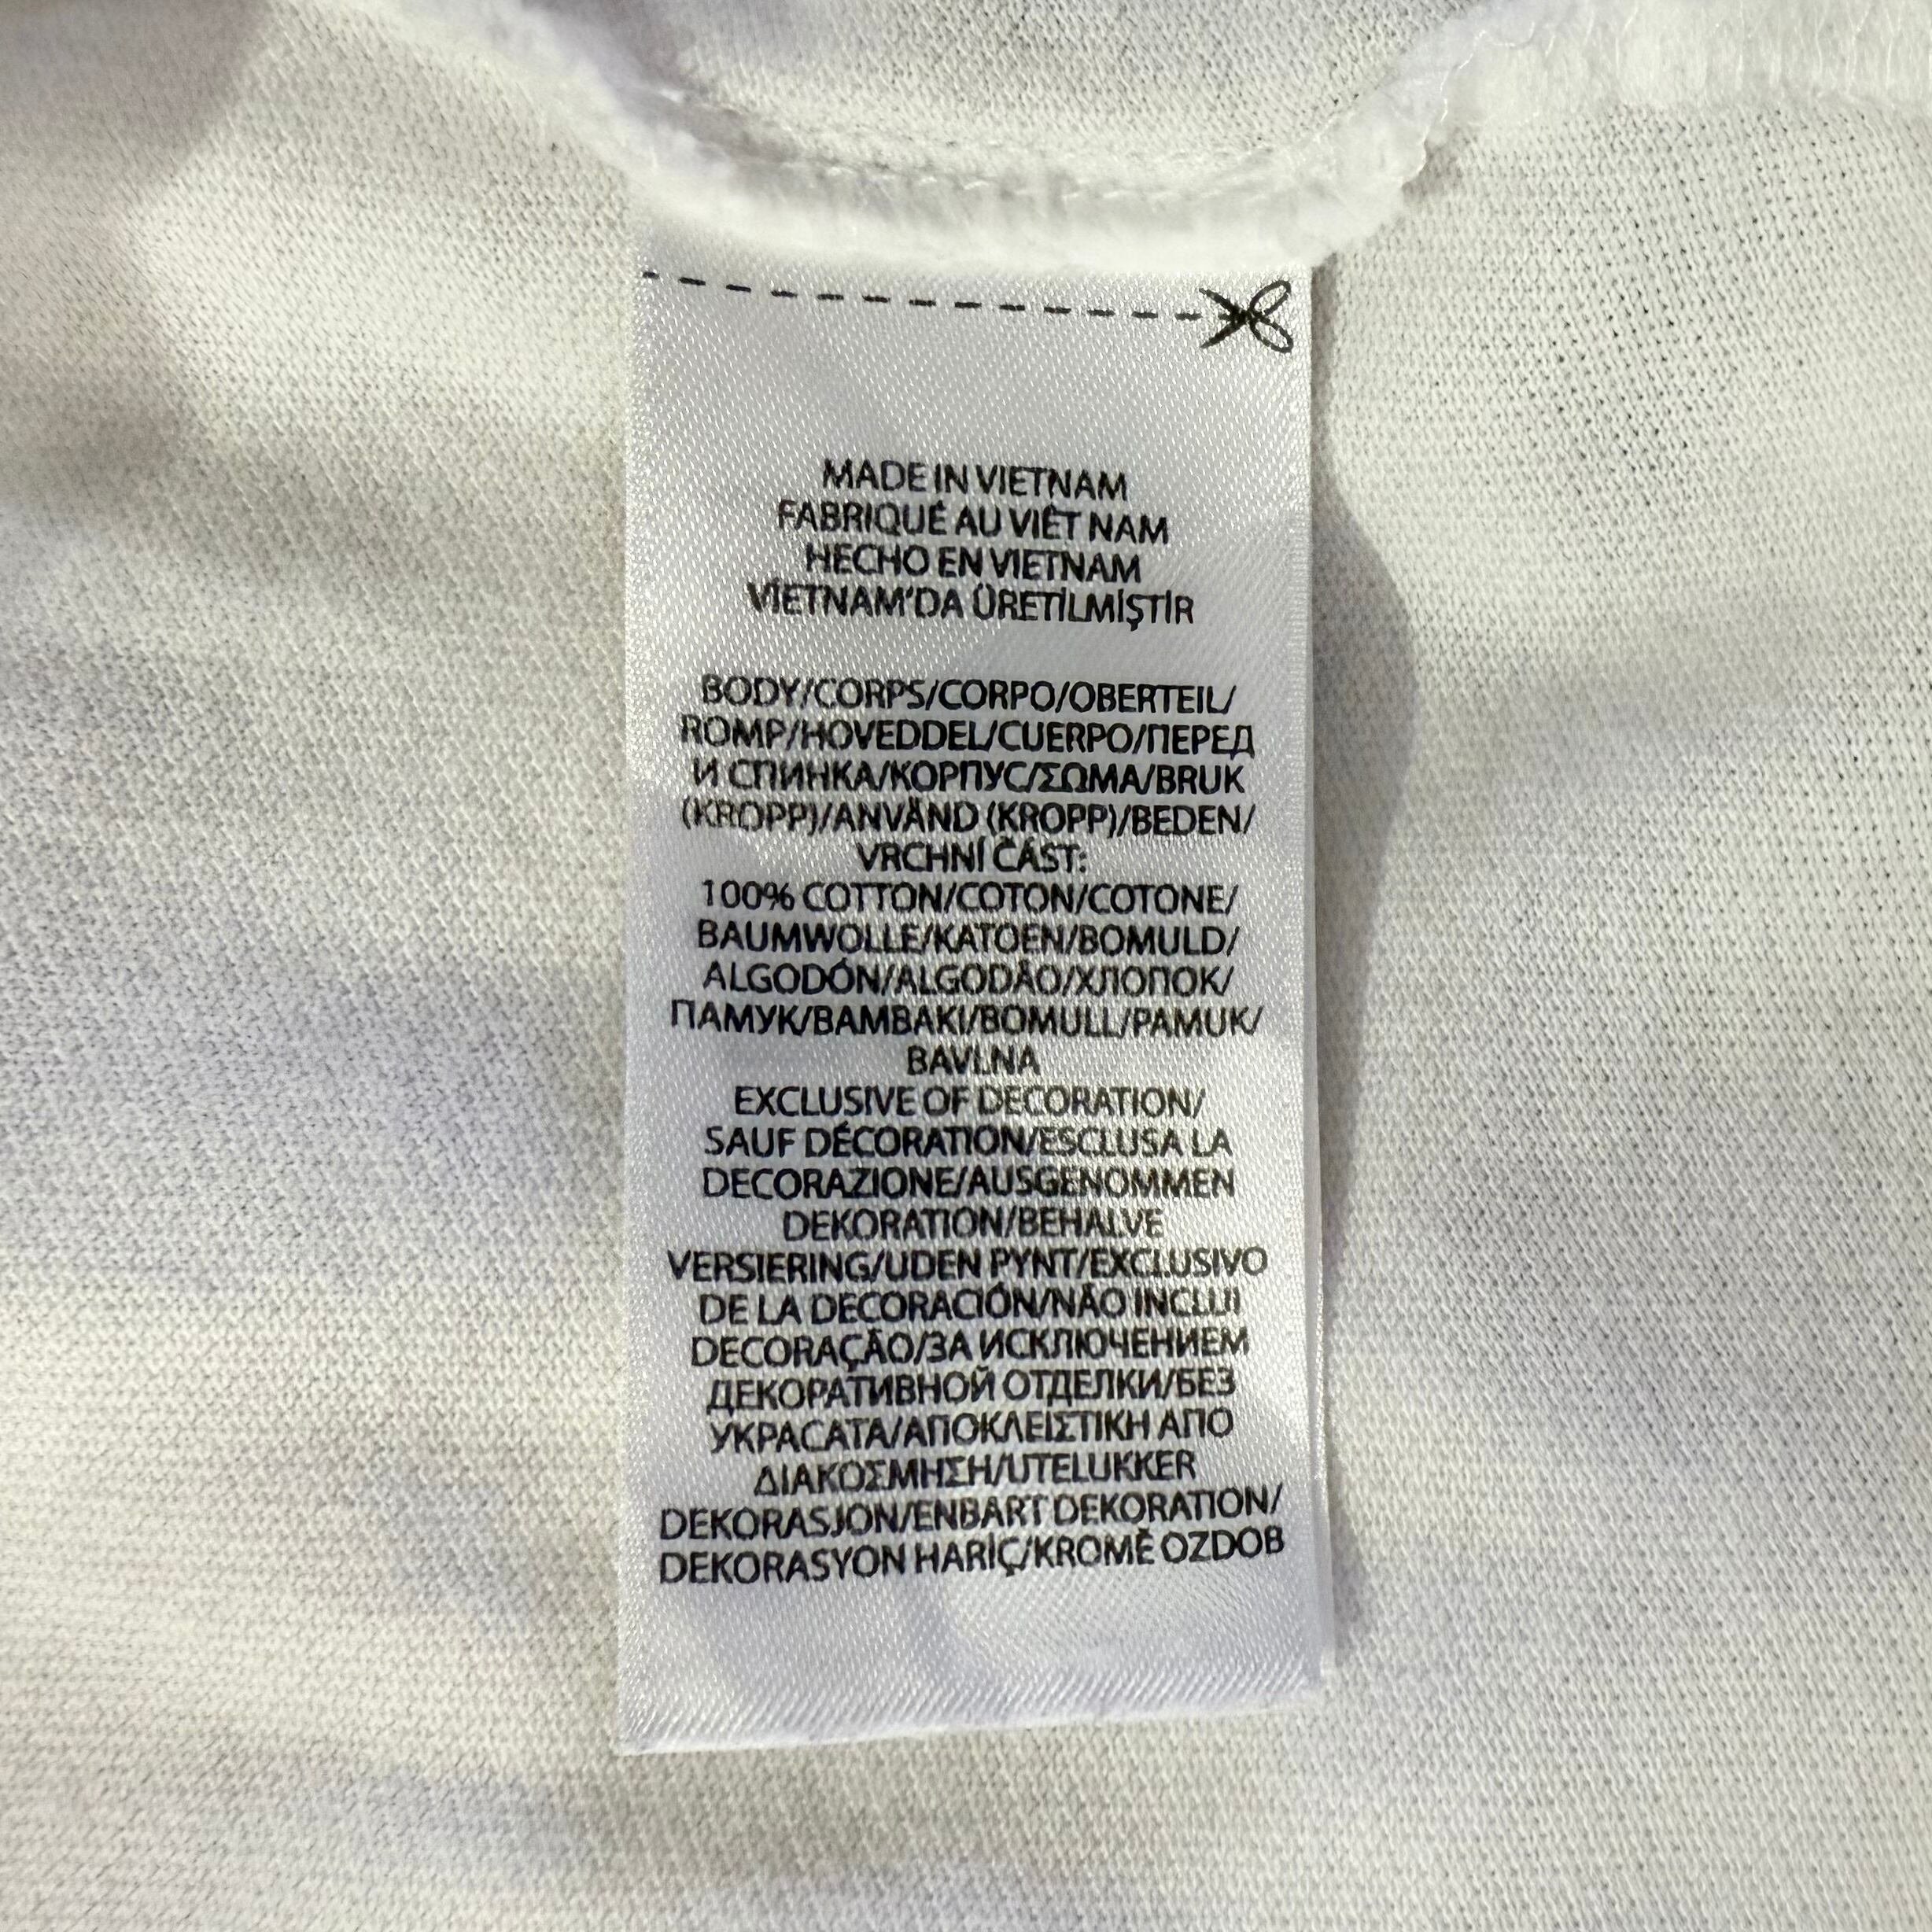 MADE IN VIETNAM
FABRIQUÉ AU VIÊT NAM
HECHO EN VIETNAM
VİETNAM'DA ÜRETİLMİŞTİR
BODY/CORPS/CORPO/OBERTEIL/
ROMP/HOVEDDEL/CUERPO/ПЕРЕД
И СПИНКА/КОРПУС/ΣΩΜΑ/BRUK
(KROPP)/ANVÄND (KROPP)/BEDEN/
VRCHNÍ ČÁST:
100% COTTON/COTON/COTONE/
BAUMWOLLE/KATOEN/BOMULD/
ALGODÓN/ALGODÃO/ХЛОПОК/
ПАМУК/ΒΑΜΒΑΚΙ/BOMULL/PAMUK/
BAVLNA
EXCLUSIVE OF DECORATION/
SAUF DÉCORATION/ESCLUSA LA
DECORAZIONE/AUSGENOMMEN
DEKORATION/BEHALVE
VERSIERING/UDEN PYNT/EXCLUSIVO
DE LA DECORACIÓN/NÃO INCLUI
DECORAÇÃO/ЗА ИСКЛЮЧЕНИЕМ
ДЕКОРАТИВНОЙ ОТДЕЛКИ/БЕЗ
УКРАСАТА/ΑΠΟΚΛΕΙΣΤΙΚΗ ΑΠΟ
ΔΙΑΚΟΣΜΗΣΗ/UTELUKKER
DEKORASJON/ENBART DEKORATION/
DEKORASYON HARİÇ/KROMĚ OZDOB